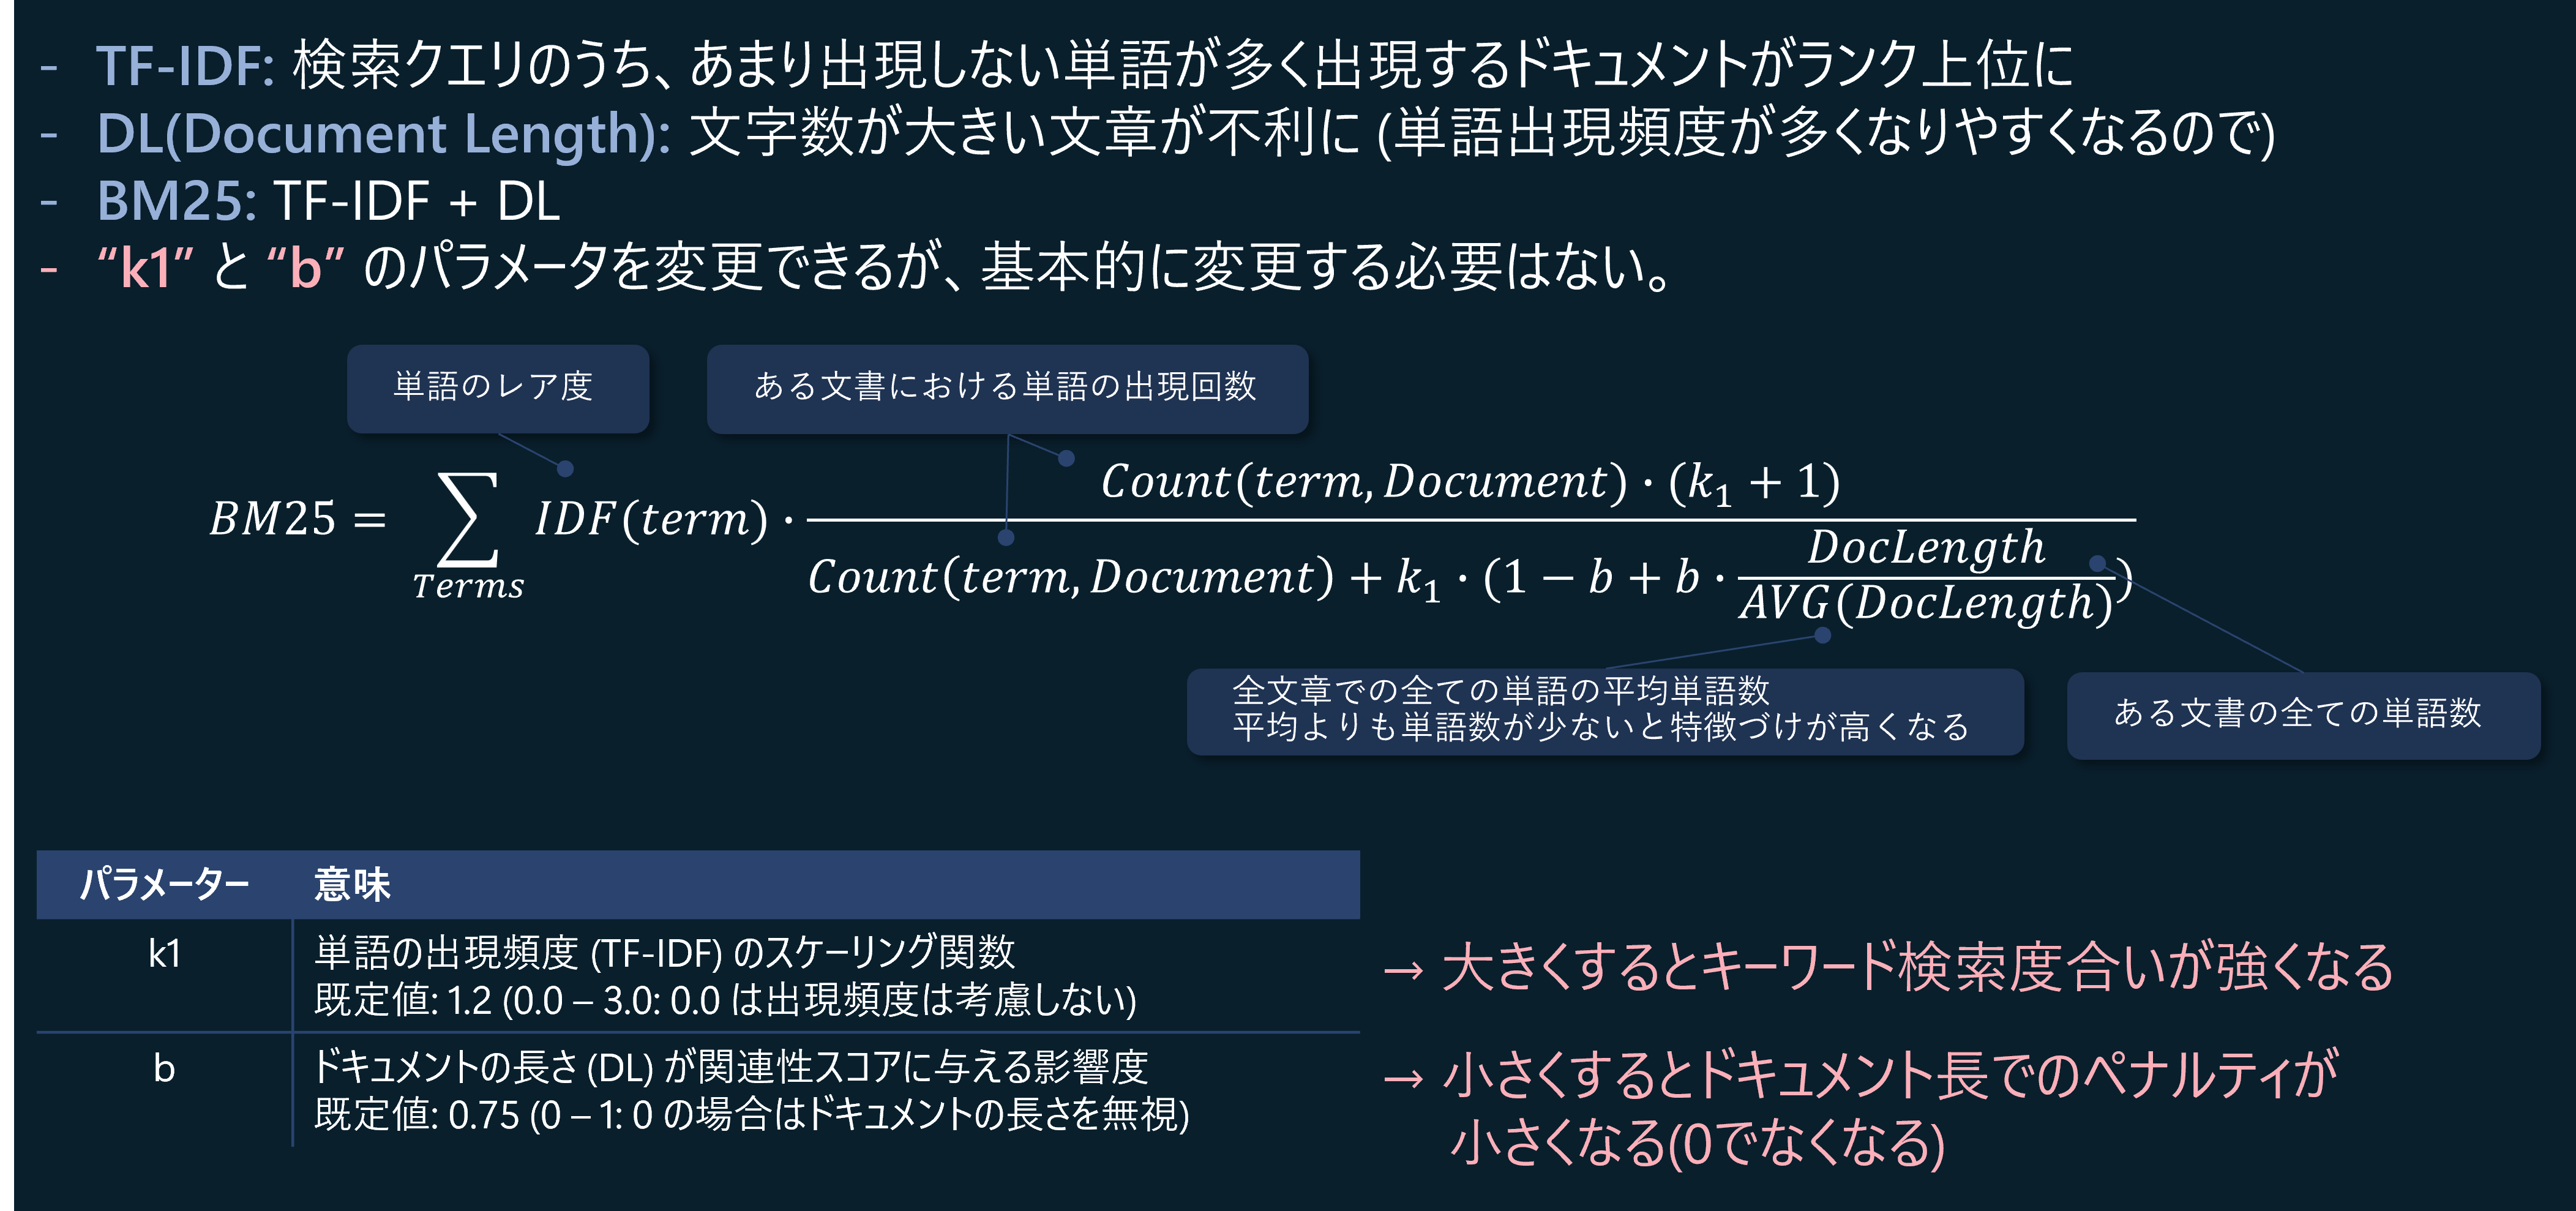 - TF-IDF: 検索クエリのうち、あまり出現しない単語が多く出現するドキュメントがランク上位に
- DL(Document Length): 文字数が大きい文章が不利に (単語出現頻度が多くなりやすくなるので)
- BM25: TF-IDF + DL
- “k1” と “b” のパラメータを変更できるが、基本的に変更する必要はない。
単語のレア度
ある文書における単語の出現回数
BM25 = ∑_{Terms} IDF(term) · \frac{Count(term, Document) · (k_1 + 1)}{Count(term, Document) + k_1 · (1 − b + b · \frac{DocLength}{AVG(DocLength)})}
全文章での全ての単語の平均単語数
平均よりも単語数が少ないと特徴づけが高くなる
ある文書の全ての単語数
パラメーター 意味
k1 単語の出現頻度 (TF-IDF) のスケーリング関数
既定値: 1.2 (0.0 – 3.0: 0.0 は出現頻度は考慮しない)
→ 大きくするとキーワード検索度合いが強くなる
b ドキュメントの長さ (DL) が関連性スコアに与える影響度
既定値: 0.75 (0 – 1: 0 の場合はドキュメントの長さを無視)
→ 小さくするとドキュメント長でのペナルティが
小さくなる(0でなくなる)